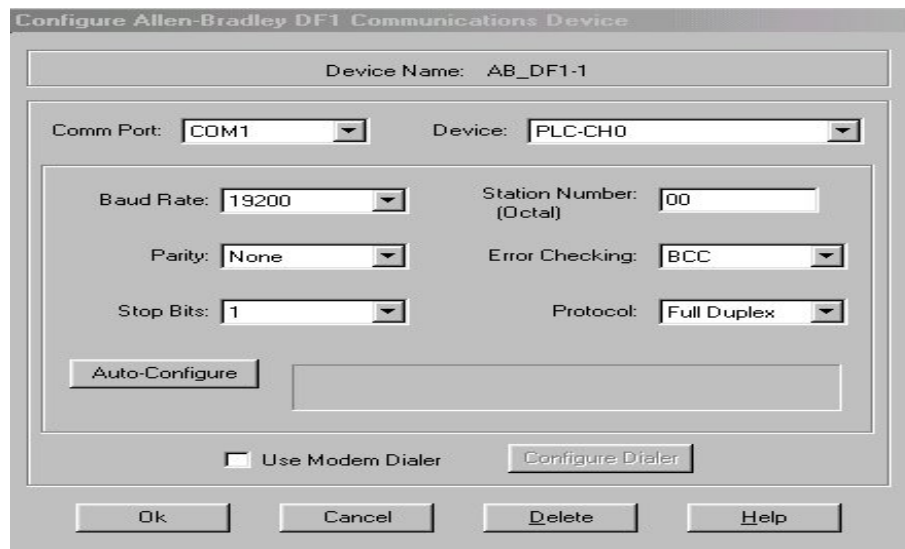 Configure Allen-Bradley DF1 Communications Device
Device Name: AB_DF1-1
Comm Port: COM1 Device: PLC-CH0
Baud Rate: 19200 Station Number: 00
(Octal)
Parity: None Error Checking: BCC
Stop Bits: 1 Protocol: Full Duplex
Auto-Configure
Use Modem Dialer Configure Dialer
Ok Cancel Delete Help